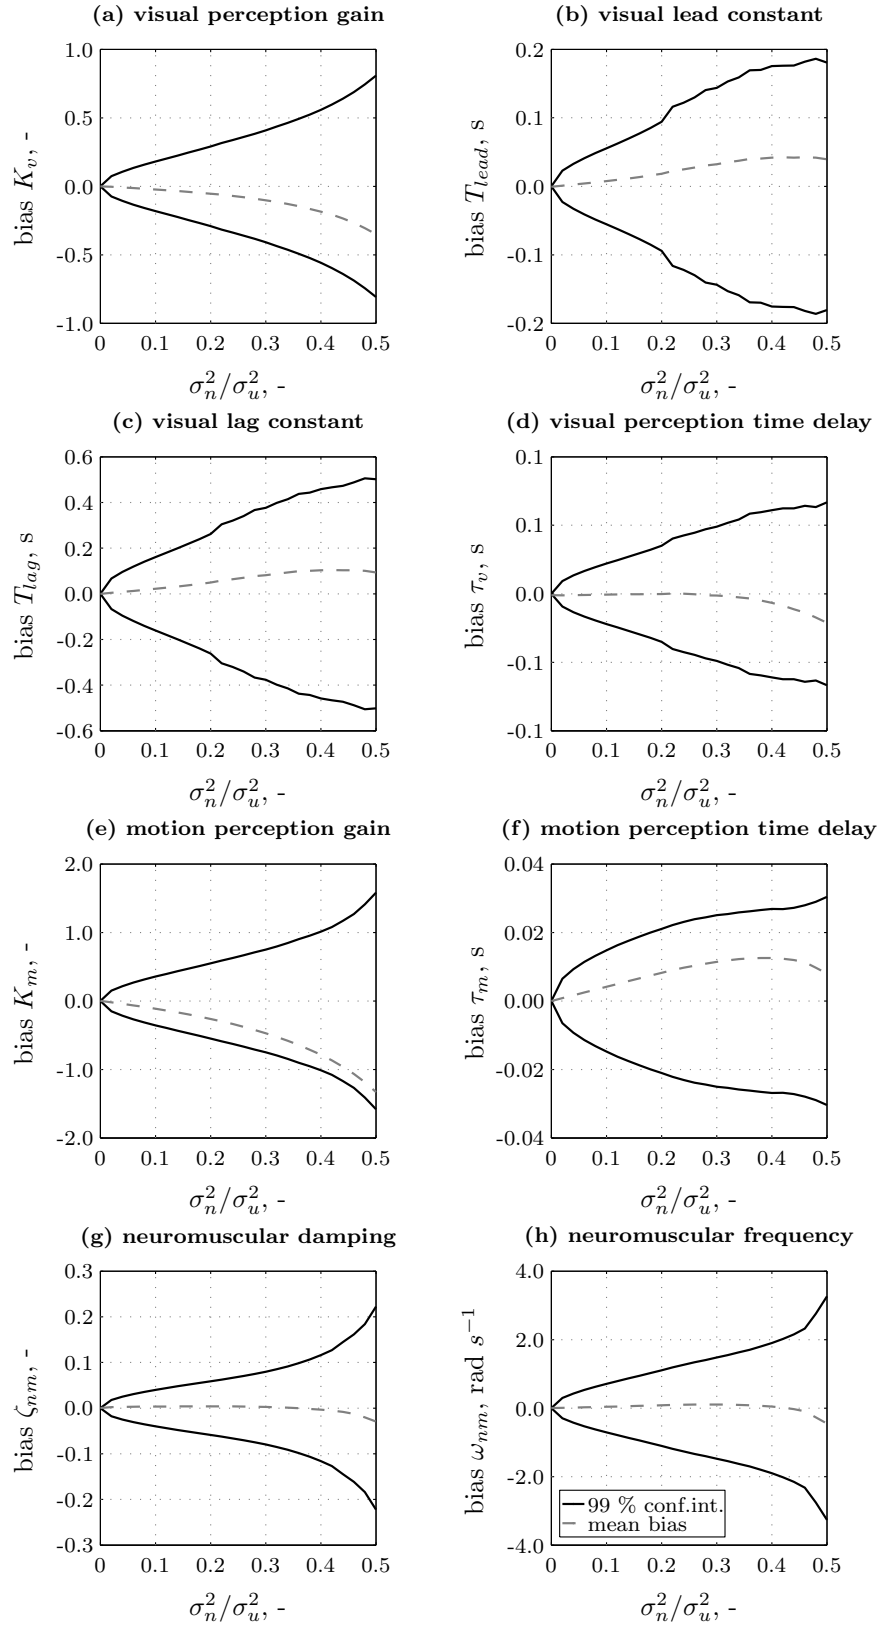 (a) visual perception gain
1.0
0.5
0.0
-0.5
-1.0
bias K_v, -
0 0.1 0.2 0.3 0.4 0.5
σ_n^2/σ_u^2, -
(b) visual lead constant
0.2
0.1
0.0
-0.1
-0.2
bias T_lead, s
0 0.1 0.2 0.3 0.4 0.5
σ_n^2/σ_u^2, -
(c) visual lag constant
0.6
0.4
0.2
0.0
-0.2
-0.4
-0.6
bias T_lag, s
0 0.1 0.2 0.3 0.4 0.5
σ_n^2/σ_u^2, -
(d) visual perception time delay
0.1
0.1
0.0
-0.1
-0.1
bias τ_v, s
0 0.1 0.2 0.3 0.4 0.5
σ_n^2/σ_u^2, -
(e) motion perception gain
2.0
1.0
0.0
-1.0
-2.0
bias K_m, -
0 0.1 0.2 0.3 0.4 0.5
σ_n^2/σ_u^2, -
(f) motion perception time delay
0.04
0.02
0.00
-0.02
-0.04
bias τ_m, s
0 0.1 0.2 0.3 0.4 0.5
σ_n^2/σ_u^2, -
(g) neuromuscular damping
0.3
0.2
0.1
0.0
-0.1
-0.2
-0.3
bias ζ_nm, -
0 0.1 0.2 0.3 0.4 0.5
σ_n^2/σ_u^2, -
(h) neuromuscular frequency
4.0
2.0
0.0
-2.0
-4.0
bias ω_nm, rad s^−1
99 % conf.int.
mean bias
0 0.1 0.2 0.3 0.4 0.5
σ_n^2/σ_u^2, -